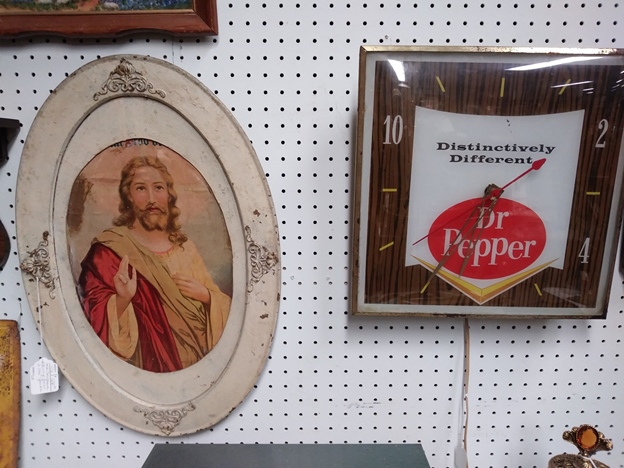 Distinctively
Different
10
2
Dr
Pepper
4